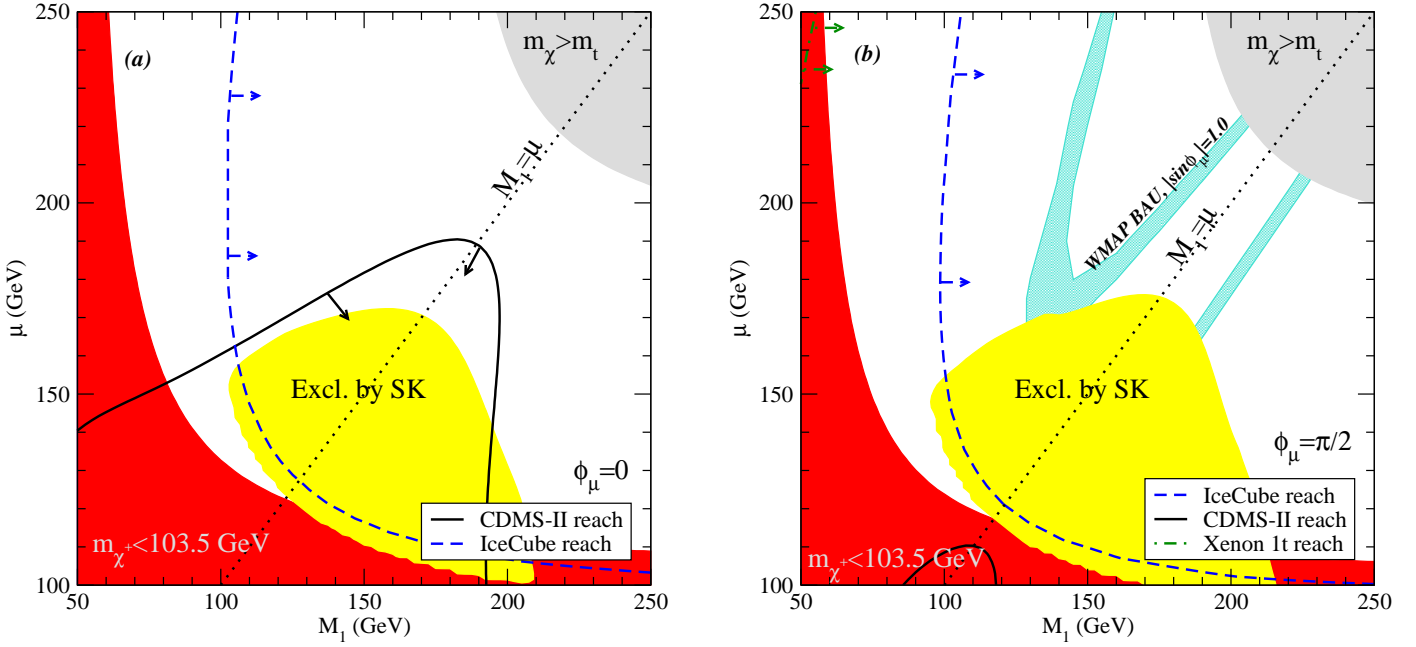 250
200
150
100
μ (GeV)
50 100 150 200 250
M_1 (GeV)
(a)
m_χ>m_t
M_1=μ
Excl. by SK
ϕ_μ=0
m_χ+<103.5 GeV
CDMS-II reach
IceCube reach
250
200
150
100
μ (GeV)
50 100 150 200 250
M_1 (GeV)
(b)
m_χ>m_t
WMAP BAU, |sinϕ_μ|=1.0
M_1=μ
Excl. by SK
ϕ_μ=π/2
m_χ+<103.5 GeV
IceCube reach
CDMS-II reach
Xenon 1t reach